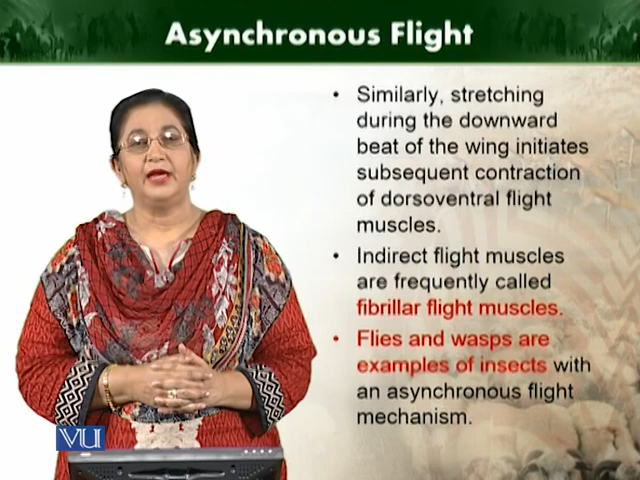 Asynchronous Flight
• Similarly, stretching
during the downward
beat of the wing initiates
subsequent contraction
of dorsoventral flight
muscles.
• Indirect flight muscles
are frequently called
fibrillar flight muscles.
• Flies and wasps are
examples of insects with
an asynchronous flight
mechanism.
VU